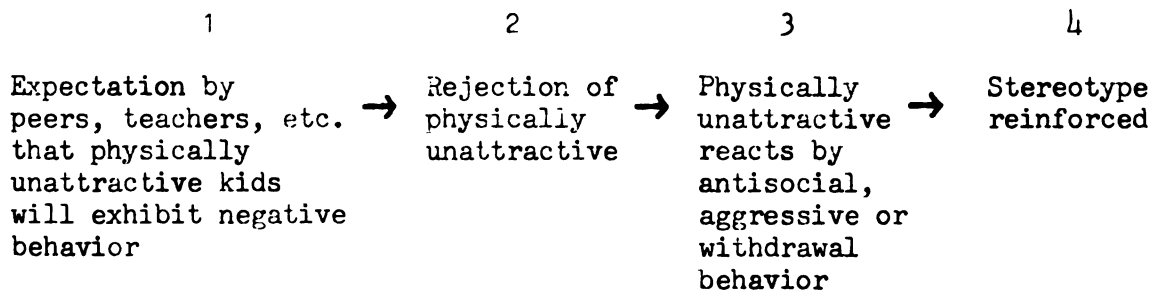 1
2
3
4
Expectation by
peers, teachers, etc.
that physically
unattractive kids
will exhibit negative
behavior
→
Rejection of
physically
unattractive
→
Physically
unattractive
reacts by
antisocial,
aggressive or
withdrawal
behavior
→
Stereotype
reinforced